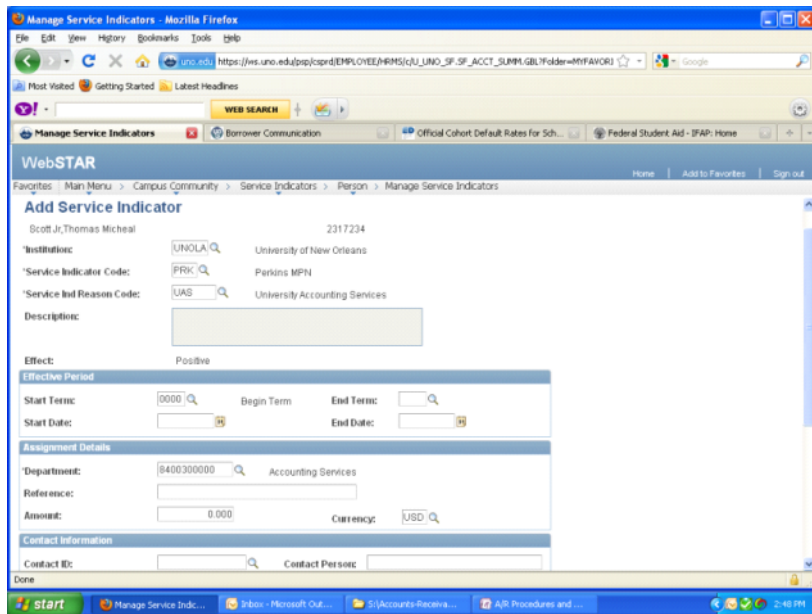 Manage Service Indicators - Mozilla Firefox
File Edit View History Bookmarks Tools Help
uno.edu https://ws.uno.edu/psp/csprd/EMPLOYEE/HRMS/c/U_UNO_SF.SF_ACCT_SUMM.GBL?Folder=MYFAVORI Google
Most Visited Getting Started Latest Headlines
Y! WEB SEARCH
Manage Service Indicators Borrower Communication Official Cohort Default Rates for Sch... Federal Student Aid - IFAP: Home
WebSTAR
Home | Add to Favorites | Sign out
Favorites Main Menu > Campus Community > Service Indicators > Person > Manage Service Indicators
Add Service Indicator
Scott Jr,Thomas Micheal 2317234
*Institution: UNOLA University of New Orleans
*Service Indicator Code: PRK Perkins MPN
*Service Ind Reason Code: UAS University Accounting Services
Description:
Effect: Positive
Effective Period
Start Term: 0000 Begin Term End Term:
Start Date: End Date:
Assignment Details
*Department: 8400300000 Accounting Services
Reference:
Amount: 0.000 Currency: USD
Contact Information
Contact ID: Contact Person:
Done
start Manage Service Indic... Inbox - Microsoft Out... S:\Accounts-Receiva... A/R Procedures and ... 2:48 PM